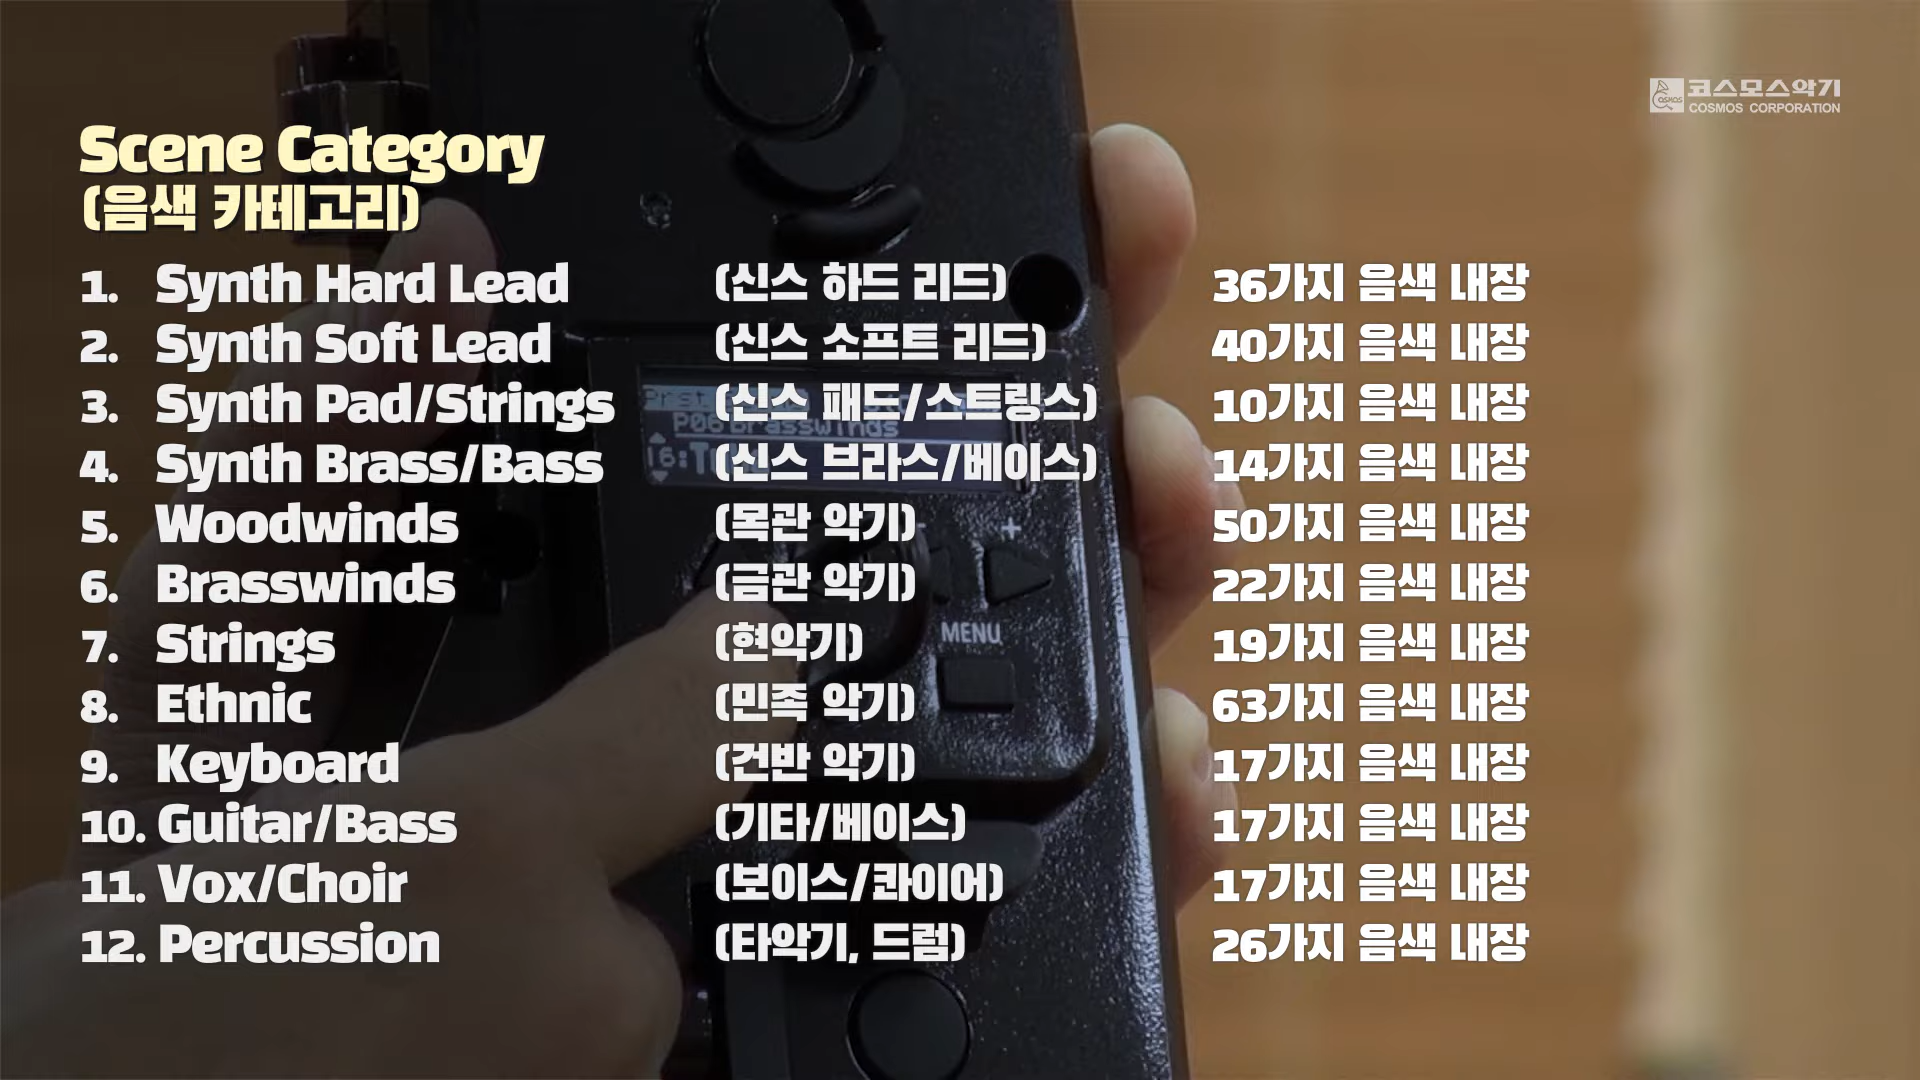 코스모스악기
COSMOS CORPORATION
Scene Category
(음색 카테고리)
1. Synth Hard Lead (신스 하드 리드) 36가지 음색 내장
2. Synth Soft Lead (신스 소프트 리드) 40가지 음색 내장
3. Synth Pad/Strings (신스 패드/스트링스) 10가지 음색 내장
P06 Brasswinds
4. Synth Brass/Bass (신스 브라스/베이스) 14가지 음색 내장
5. Woodwinds (목관 악기) 50가지 음색 내장
- +
6. Brasswinds (금관 악기) 22가지 음색 내장
7. Strings (현악기) 19가지 음색 내장
MENU
8. Ethnic (민족 악기) 63가지 음색 내장
9. Keyboard (건반 악기) 17가지 음색 내장
10. Guitar/Bass (기타/베이스) 17가지 음색 내장
11. Vox/Choir (보이스/콰이어) 17가지 음색 내장
12. Percussion (타악기, 드럼) 26가지 음색 내장